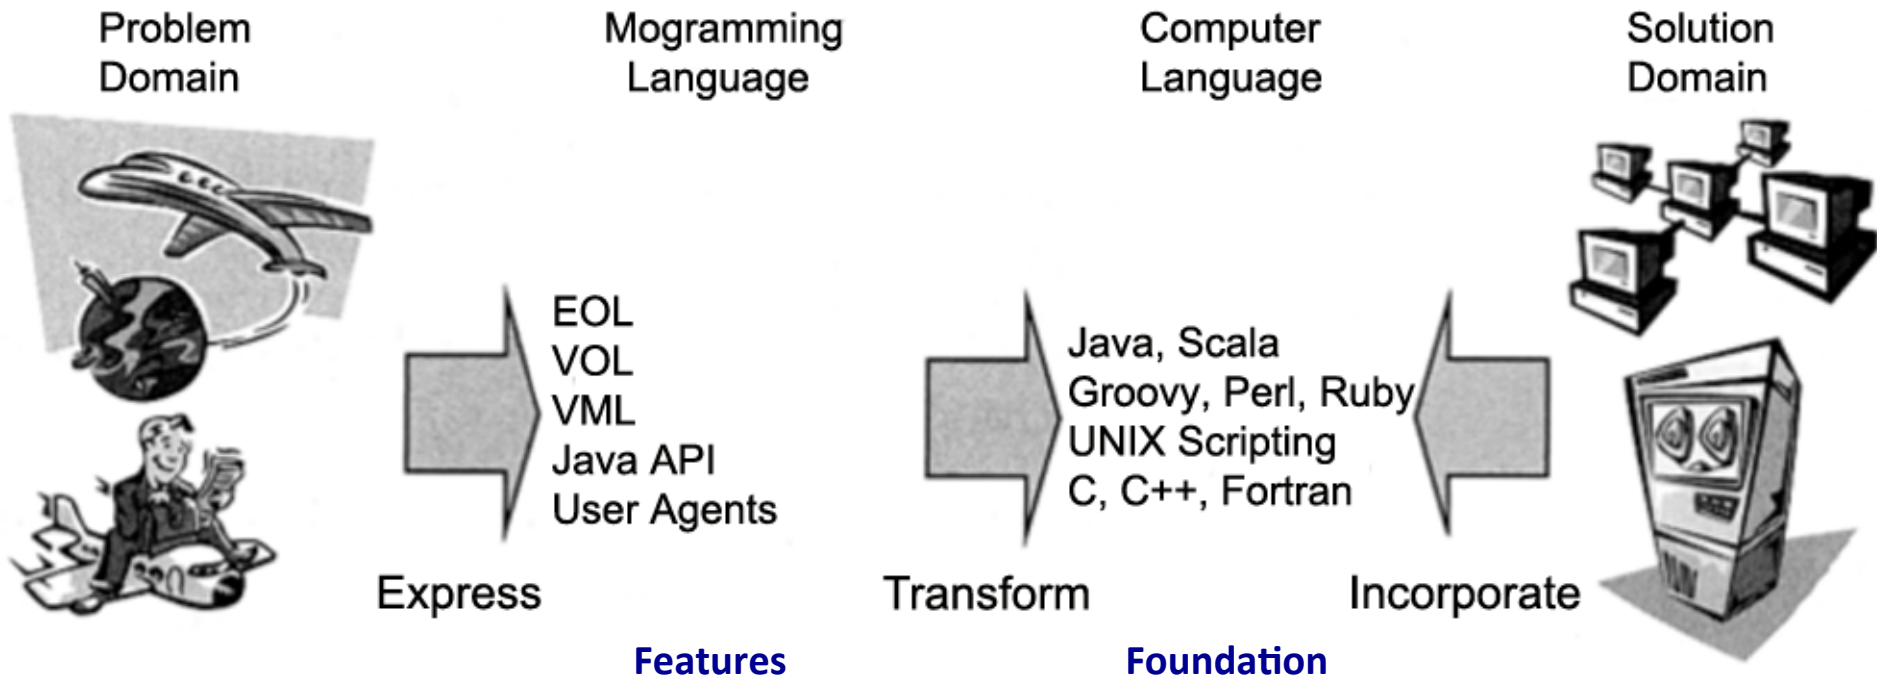 Problem
Domain
Mogramming
Language
Computer
Language
Solution
Domain
EOL
VOL
VML
Java API
User Agents
Java, Scala
Groovy, Perl, Ruby
UNIX Scripting
C, C++, Fortran
Express
Transform
Incorporate
Features
Foundation